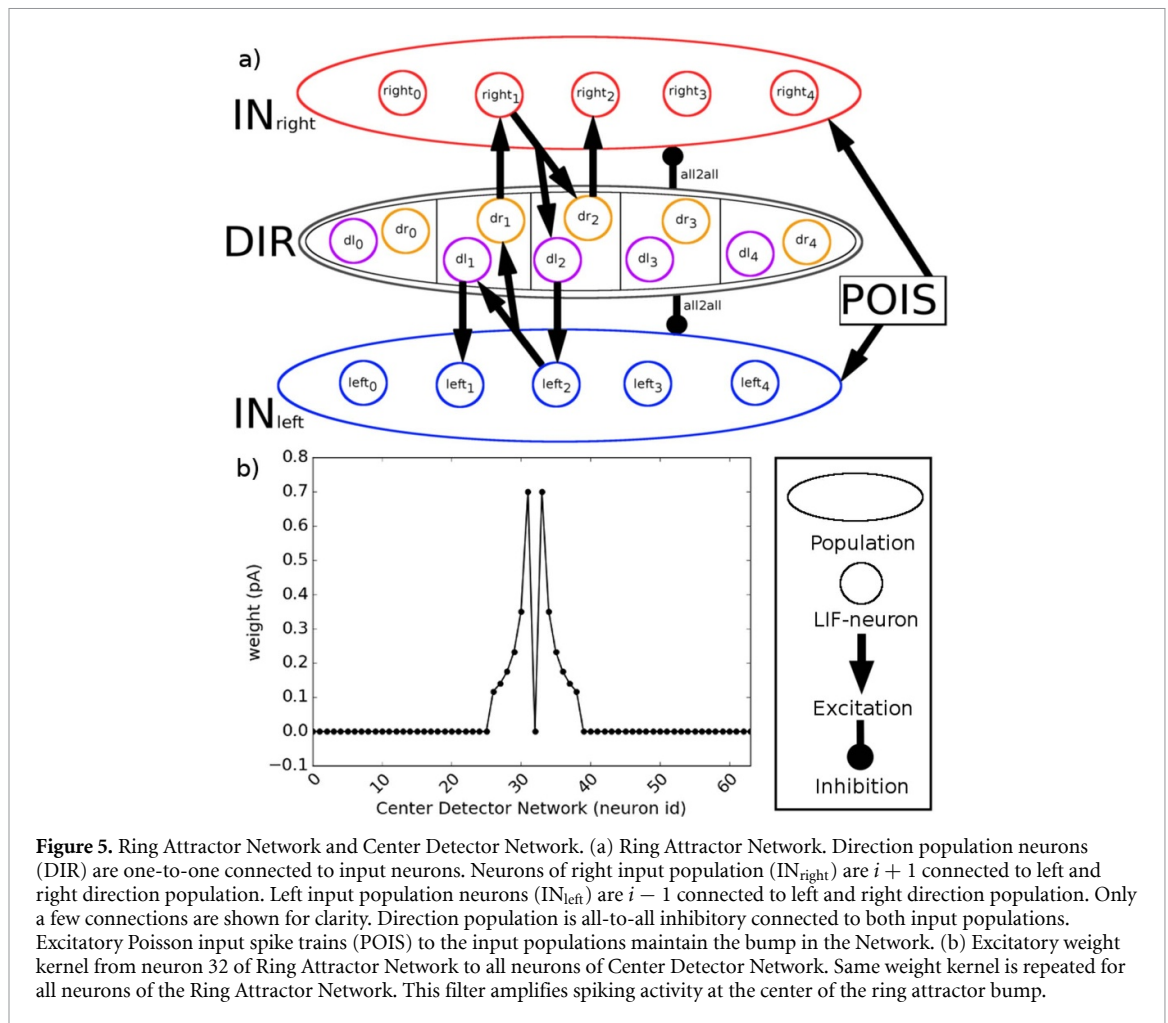 a)
right0 right1 right2 right3 right4
INright
all2all
DIR
dl0 dr0 dl1 dr1 dl2 dr2 dl3 dr3 dl4 dr4
POIS
all2all
left0 left1 left2 left3 left4
INleft
b)
0.8
0.7
0.6
0.5
0.4
0.3
0.2
0.1
0.0
−0.1
weight (pA)
0 10 20 30 40 50 60
Center Detector Network (neuron id)
Population
LIF-neuron
Excitation
Inhibition
Figure 5. Ring Attractor Network and Center Detector Network. (a) Ring Attractor Network. Direction population neurons
(DIR) are one-to-one connected to input neurons. Neurons of right input population (INright) are i + 1 connected to left and
right direction population. Left input population neurons (INleft) are i − 1 connected to left and right direction population. Only
a few connections are shown for clarity. Direction population is all-to-all inhibitory connected to both input populations.
Excitatory Poisson input spike trains (POIS) to the input populations maintain the bump in the Network. (b) Excitatory weight
kernel from neuron 32 of Ring Attractor Network to all neurons of Center Detector Network. Same weight kernel is repeated for
all neurons of the Ring Attractor Network. This filter amplifies spiking activity at the center of the ring attractor bump.